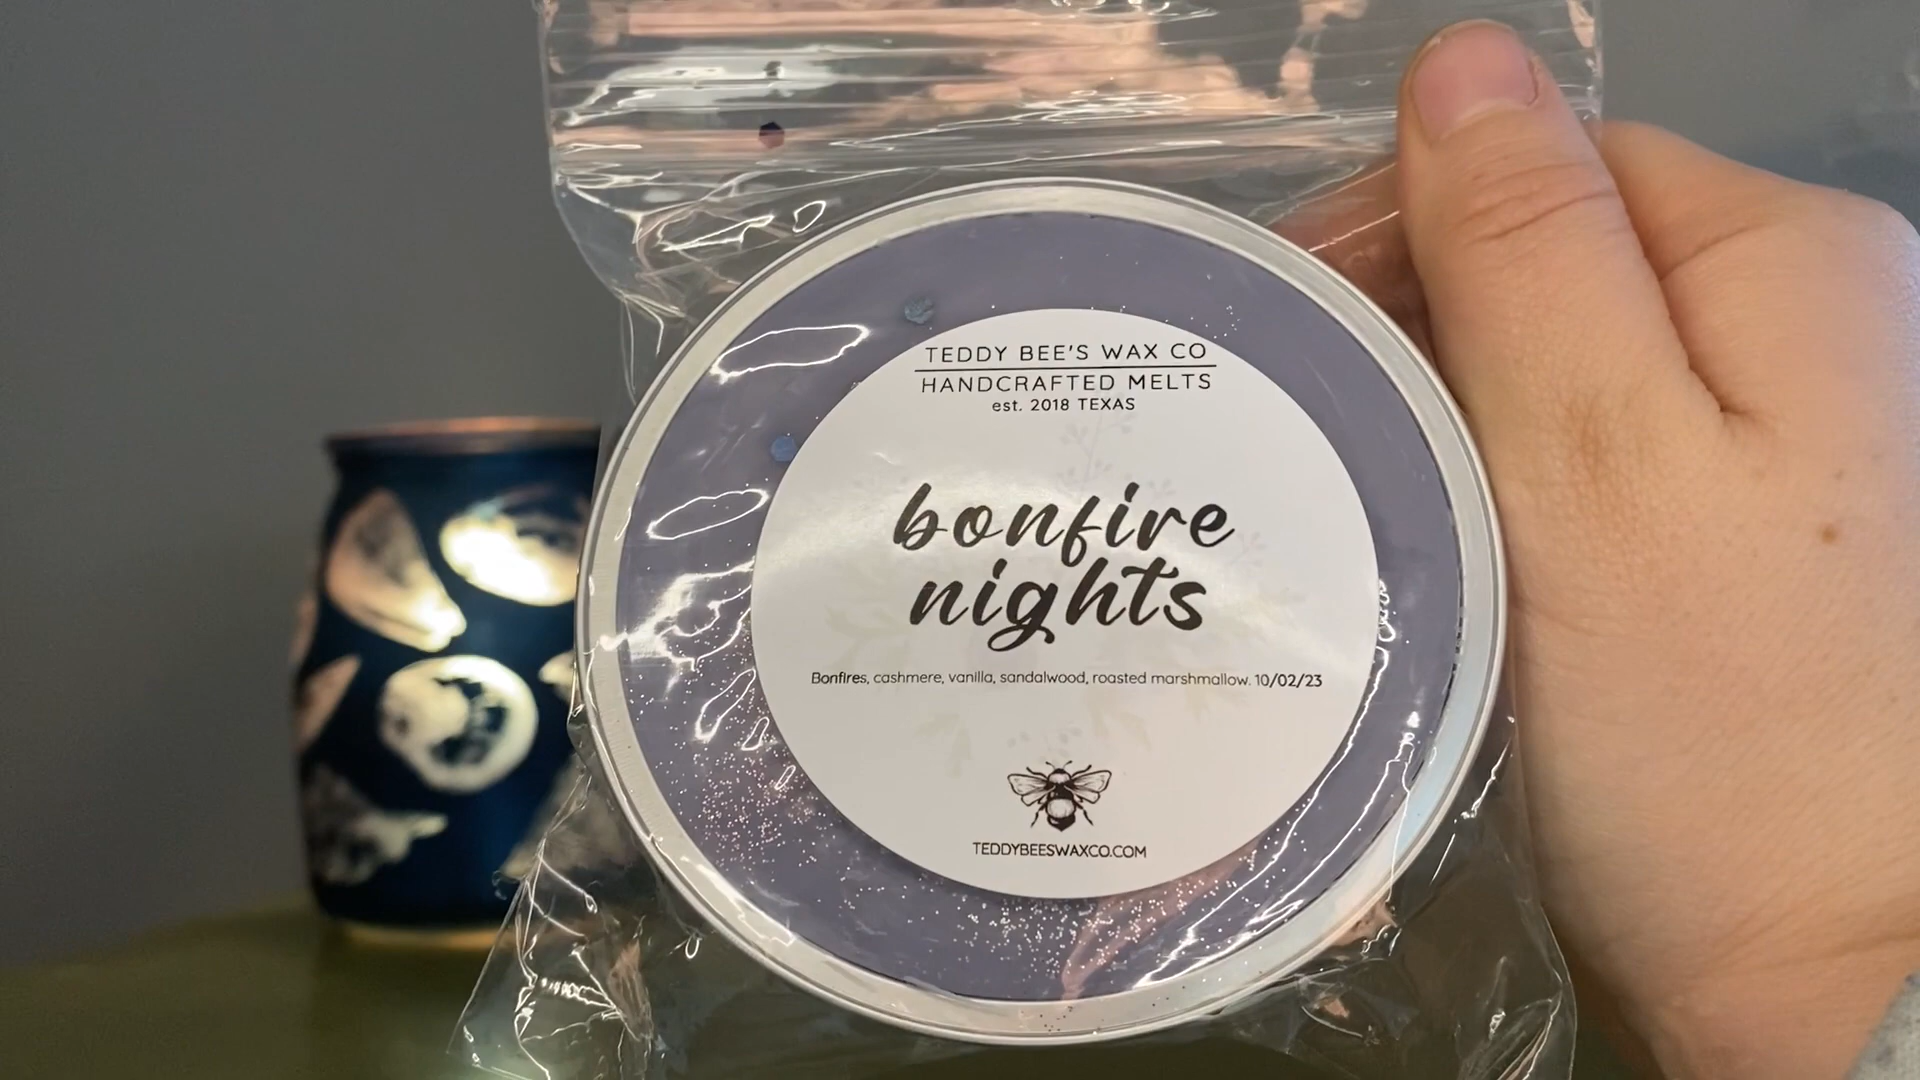 TEDDY BEE'S WAX CO
HANDCRAFTED MELTS
est. 2018 TEXAS
bonfire
nights
Bonfires, cashmere, vanilla, sandalwood, roasted marshmallow. 10/02/23
TEDDYBEESWAXCO.COM